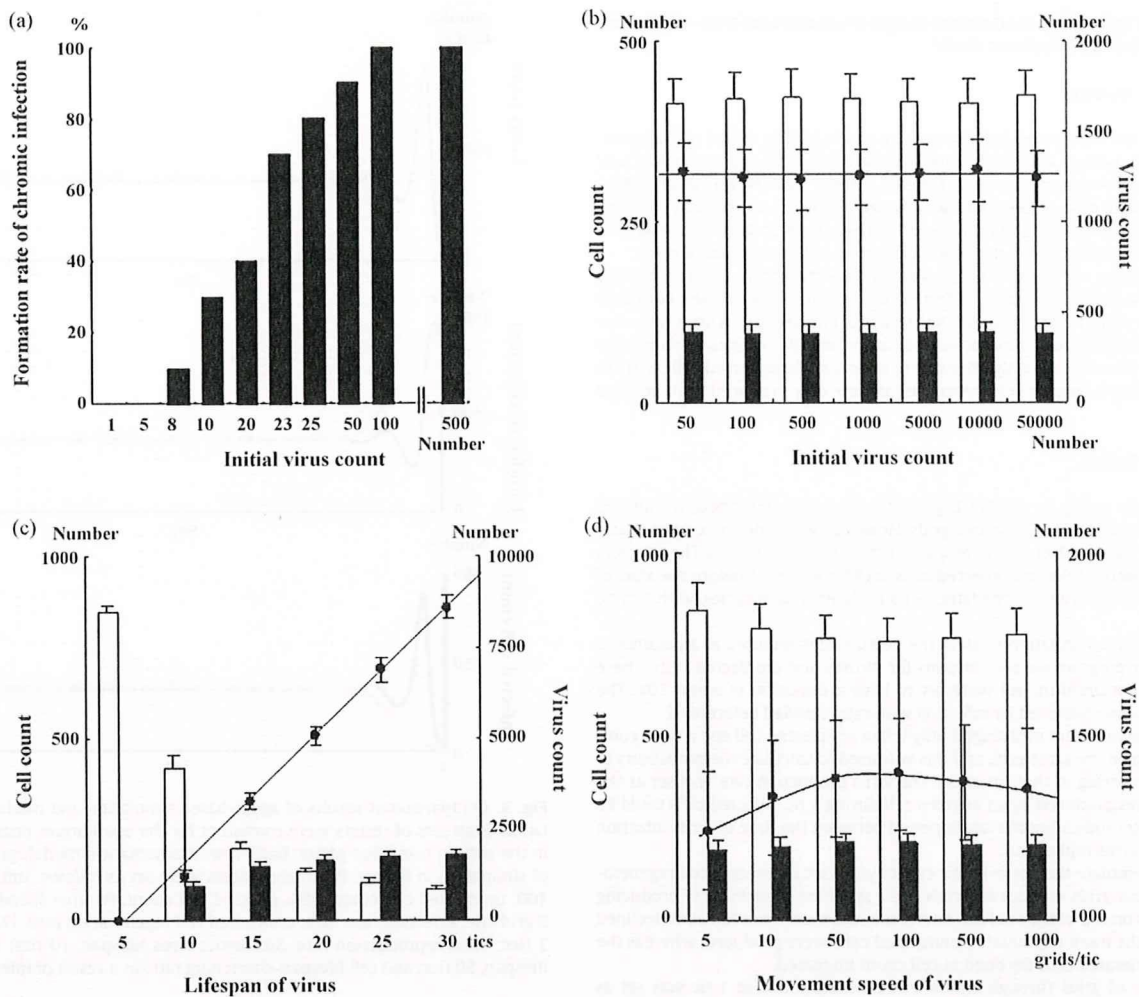 (a)
%
100
80
60
40
20
0
Formation rate of chronic infection
1 5 8 10 20 23 25 50 100 500
Number
Initial virus count
(b)
Number Number
500
250
0
Cell count
2000
1500
1000
500
0
Virus count
50 100 500 1000 5000 10000 50000
Number
Initial virus count
(c)
Number Number
1000
500
0
Cell count
10000
7500
5000
2500
0
Virus count
5 10 15 20 25 30 tics
Lifespan of virus
(d)
Number Number
1000
500
0
Cell count
2000
1500
1000
Virus count
5 10 50 100 500 1000
grids/tic
Movement speed of virus